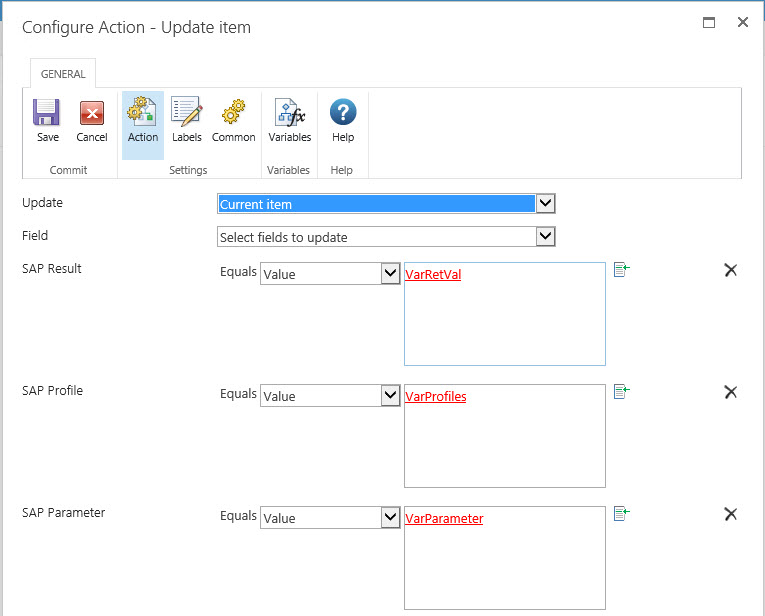 Configure Action - Update item
GENERAL
Save Cancel Action Labels Common Variables Help
Commit Settings Variables Help
Update Current item
Field Select fields to update
SAP Result Equals Value VarRetVal
SAP Profile Equals Value VarProfiles
SAP Parameter Equals Value VarParameter